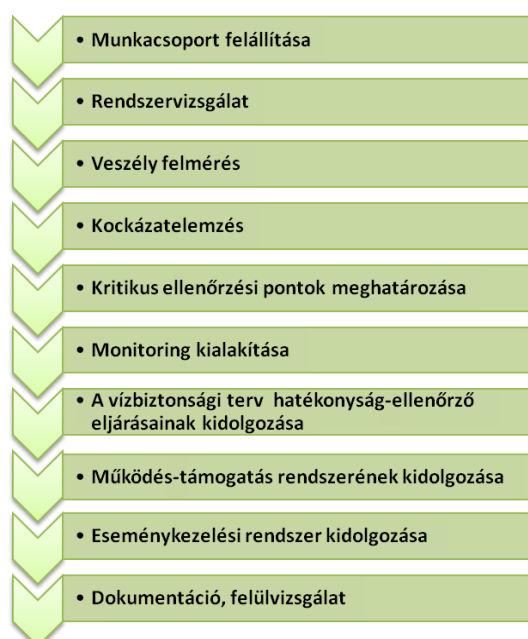 • Munkacsoport felállítása
• Rendszervizsgálat
• Veszély felmérés
• Kockázatelemzés
• Kritikus ellenőrzési pontok meghatározása
• Monitoring kialakítása
• A vízbiztonsági terv hatékonyság-ellenőrző
eljárásainak kidolgozása
• Működés-támogatás rendszerének kidolgozása
• Eseménykezelési rendszer kidolgozása
• Dokumentáció, felülvizsgálat